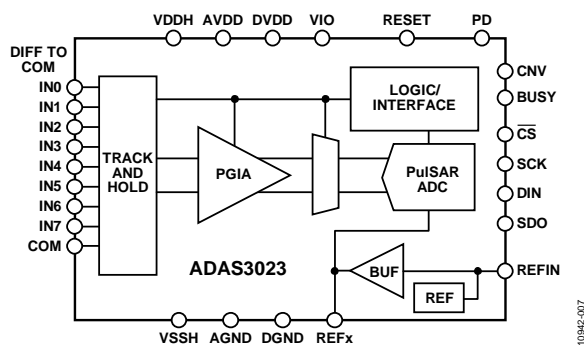 VDDH AVDD DVDD VIO RESET PD
DIFF TO
COM
IN0
IN1
IN2
IN3
IN4
IN5
IN6
IN7
COM
TRACK
AND
HOLD
PGIA
LOGIC/
INTERFACE
PulSAR
ADC
BUF
REF
ADAS3023
CNV
BUSY
CS
SCK
DIN
SDO
REFIN
VSSH AGND DGND REFx
10942-007